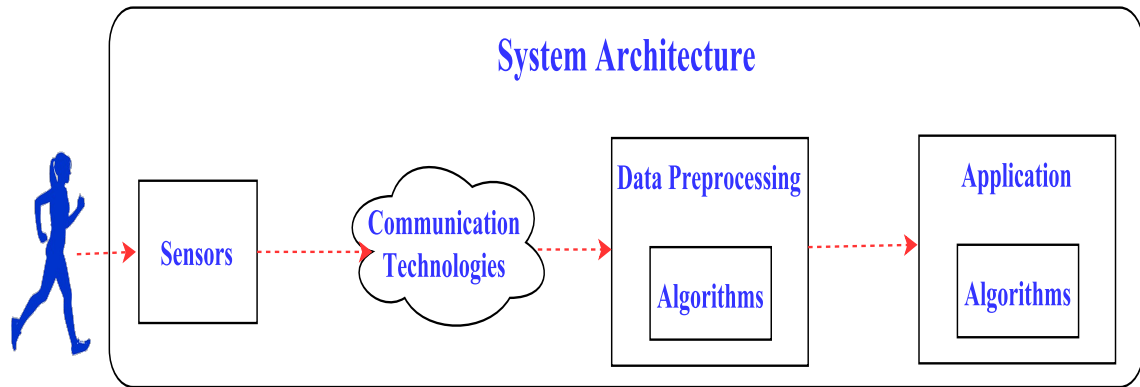 System Architecture
Sensors
Communication
Technologies
Data Preprocessing
Algorithms
Application
Algorithms